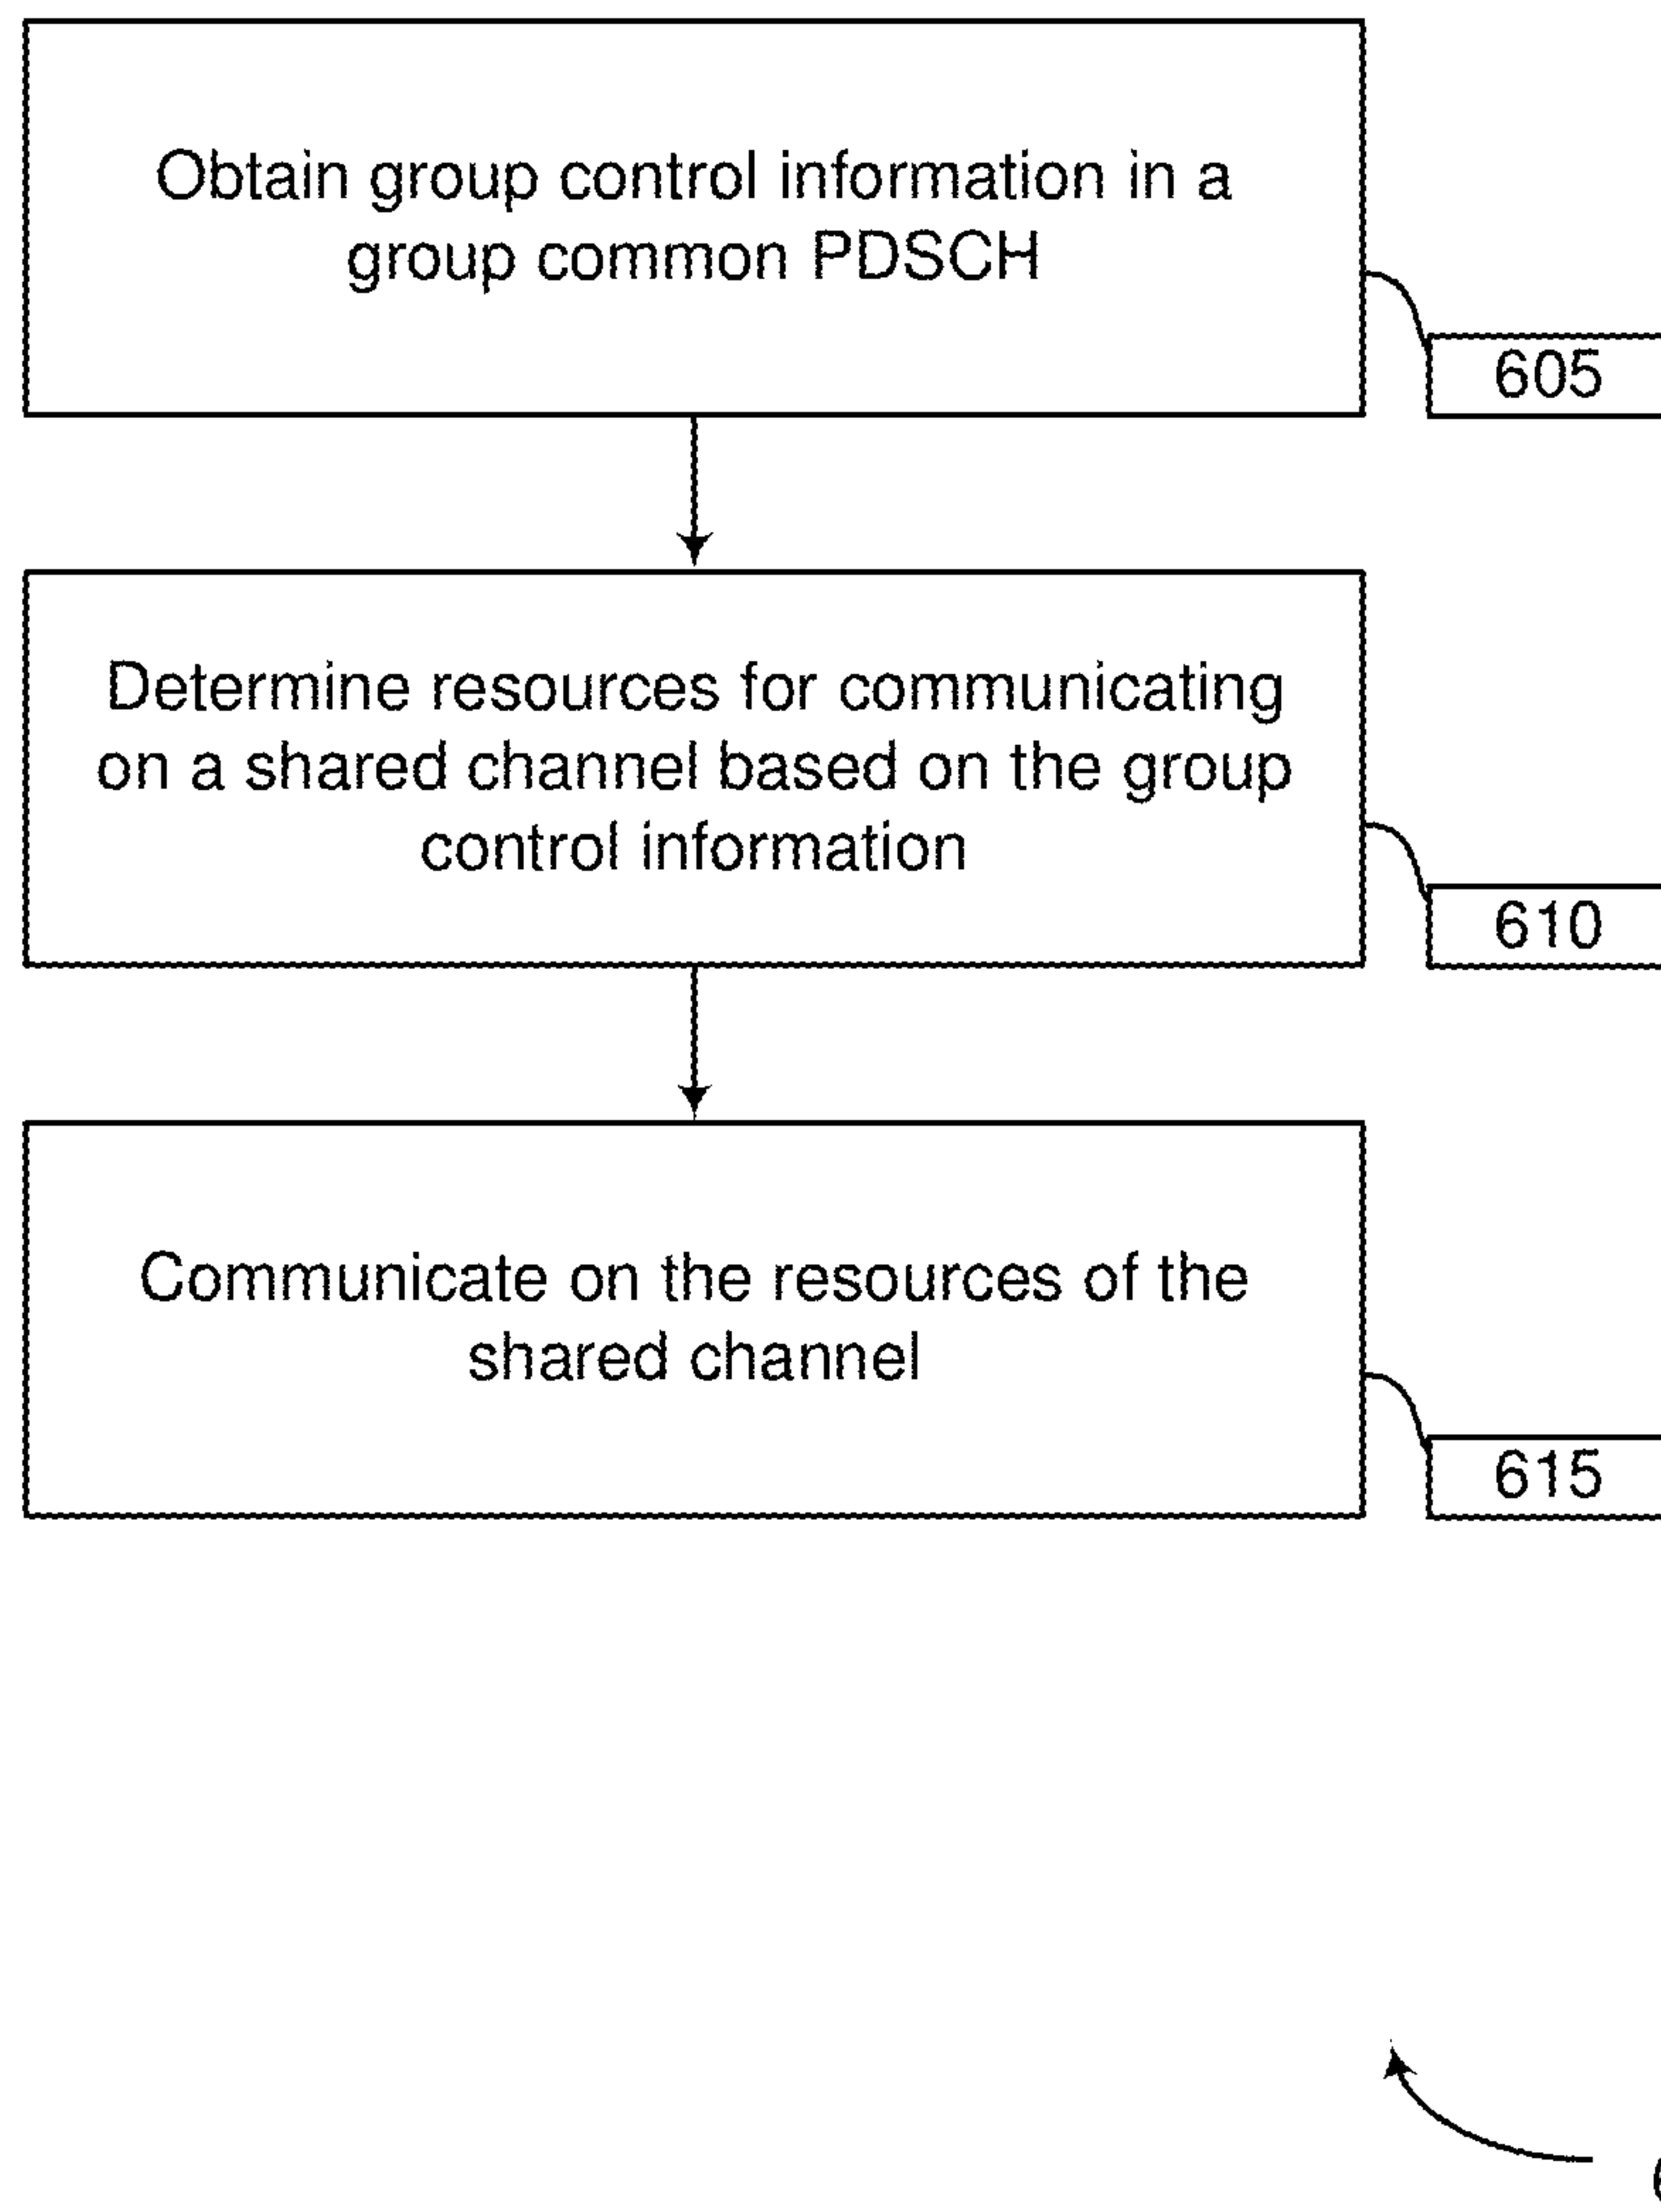 Obtain group control information in a
group common PDSCH
605
Determine resources for communicating
on a shared channel based on the group
control information
610
Communicate on the resources of the
shared channel
615